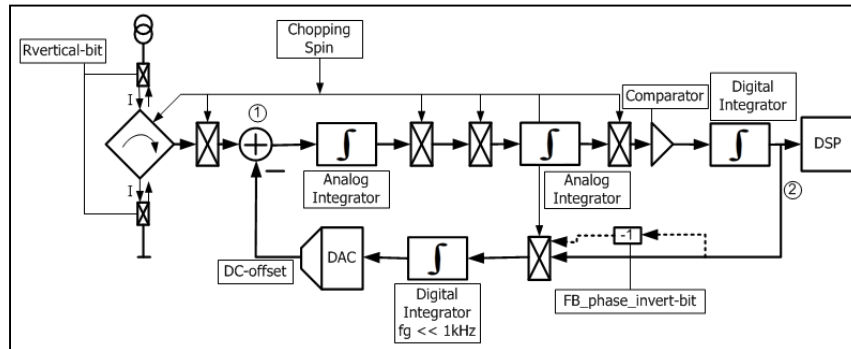 Chopping
Spin
Rvertical-bit
I
1
Comparator
Digital
Integrator
∫
∫
∫
DSP
Analog
Integrator
Analog
Integrator
I
2
-1
DAC
∫
DC-offset
Digital
Integrator
fg << 1kHz
FB_phase_invert-bit